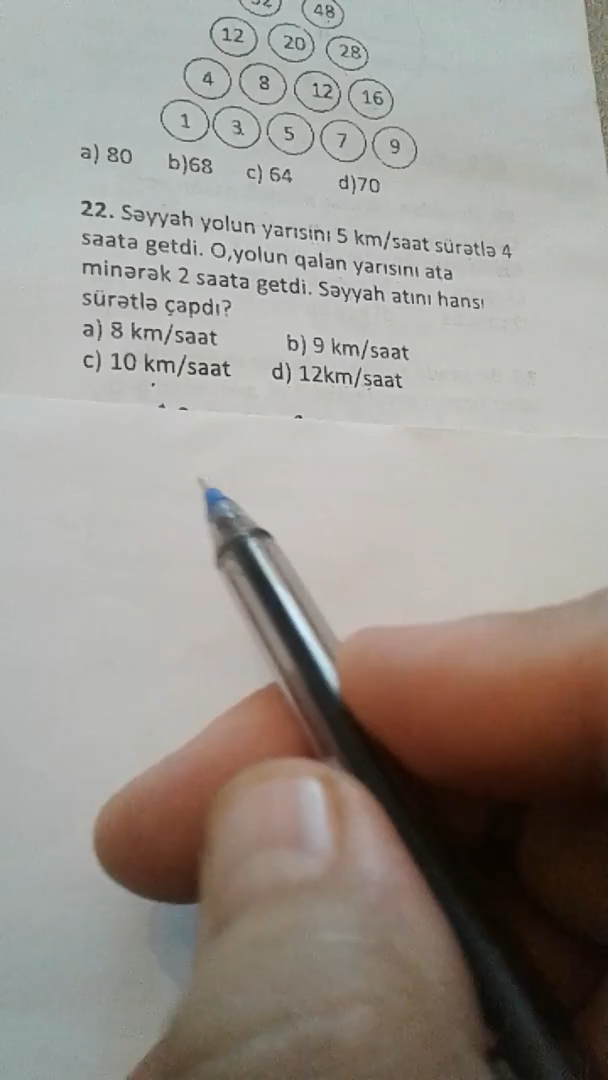 48
12 20 28
4 8 12 16
1 3 5 7 9
a) 80 b)68 c) 64 d)70
22. Səyyah yolun yarısını 5 km/saat sürətlə 4
saata getdi. O,yolun qalan yarısını ata
minərək 2 saata getdi. Səyyah atını hansı
sürətlə çapdı?
a) 8 km/saat b) 9 km/saat
c) 10 km/saat d) 12km/saat